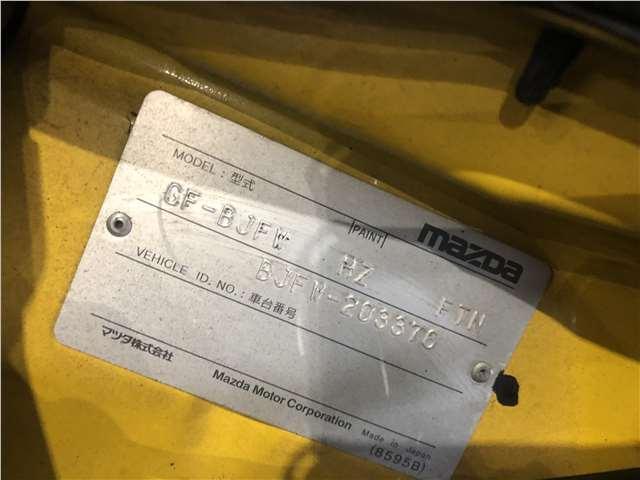 mazda
MODEL : 型式
GF-BJFW
PAINT
HZ
FTN
VEHICLE ID. NO. : 車台番号
BJFW-203376
マツダ株式会社
Mazda Motor Corporation
Made in Japan
(8595B)